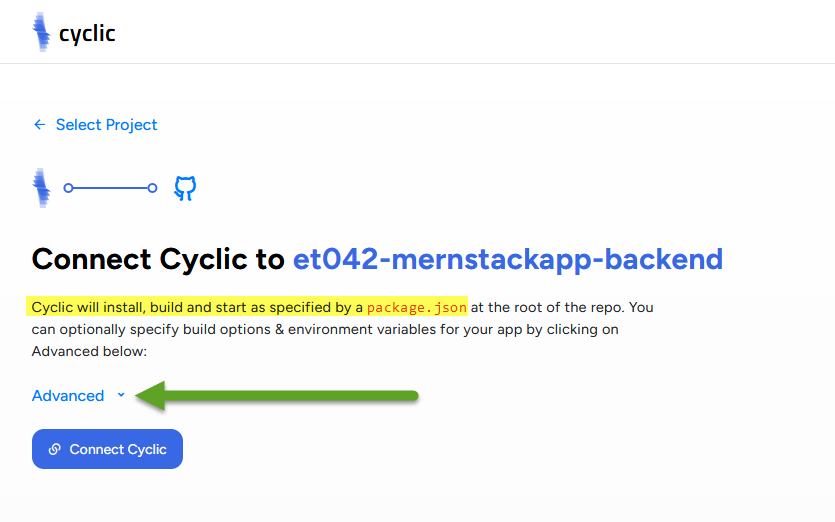 cyclic
← Select Project
Connect Cyclic to et042-mernstackapp-backend
Cyclic will install, build and start as specified by a package.json at the root of the repo. You
can optionally specify build options & environment variables for your app by clicking on
Advanced below:
Advanced
Connect Cyclic